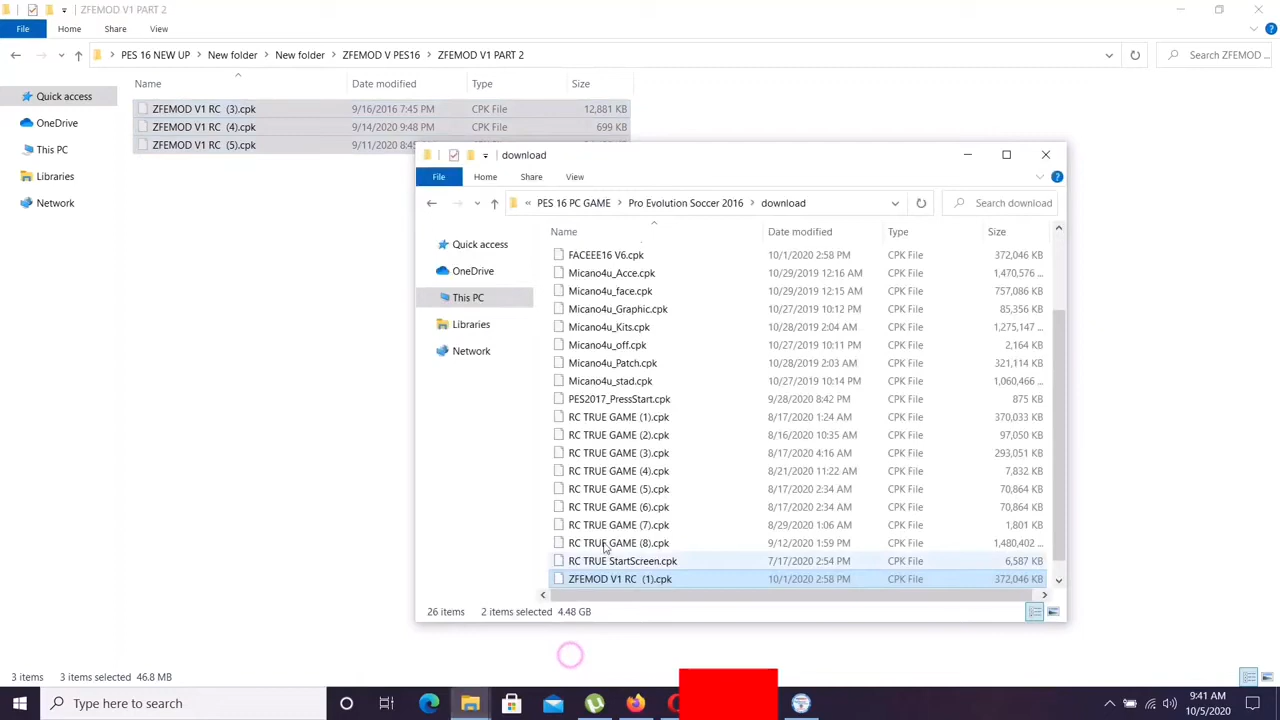 ZFEMOD V1 PART 2
File Home Share View
PES 16 NEW UP New folder New folder ZFEMOD V PES16 ZFEMOD V1 PART 2 Search ZFEMOD ...
Name Date modified Type Size
Quick access
OneDrive
This PC
Libraries
Network
ZFEMOD V1 RC (3).cpk 9/16/2016 7:45 PM CPK File 12,881 KB
ZFEMOD V1 RC (4).cpk 9/14/2020 9:48 PM CPK File 699 KB
ZFEMOD V1 RC (5).cpk
download
File Home Share View
« PES 16 PC GAME Pro Evolution Soccer 2016 download Search download
Name Date modified Type Size
Quick access
OneDrive
This PC
Libraries
Network
FACEEE16 V6.cpk 10/1/2020 2:58 PM CPK File 372,046 KB
Micano4u_Acce.cpk 10/29/2019 12:16 AM CPK File 1,470,576 ...
Micano4u_face.cpk 10/29/2019 12:15 AM CPK File 757,086 KB
Micano4u_Graphic.cpk 10/27/2019 10:12 PM CPK File 85,356 KB
Micano4u_Kits.cpk 10/28/2019 2:04 AM CPK File 1,275,147 ...
Micano4u_off.cpk 10/27/2019 10:11 PM CPK File 2,164 KB
Micano4u_Patch.cpk 10/28/2019 2:03 AM CPK File 321,114 KB
Micano4u_stad.cpk 10/27/2019 10:14 PM CPK File 1,060,466 ...
PES2017_PressStart.cpk 9/28/2020 8:42 PM CPK File 875 KB
RC TRUE GAME (1).cpk 8/17/2020 1:24 AM CPK File 370,033 KB
RC TRUE GAME (2).cpk 8/16/2020 10:35 AM CPK File 97,050 KB
RC TRUE GAME (3).cpk 8/17/2020 4:16 AM CPK File 293,051 KB
RC TRUE GAME (4).cpk 8/21/2020 11:22 AM CPK File 7,832 KB
RC TRUE GAME (5).cpk 8/17/2020 2:34 AM CPK File 70,864 KB
RC TRUE GAME (6).cpk 8/17/2020 2:34 AM CPK File 70,864 KB
RC TRUE GAME (7).cpk 8/29/2020 1:06 AM CPK File 1,801 KB
RC TRUE GAME (8).cpk 9/12/2020 1:59 PM CPK File 1,480,402 ...
RC TRUE StartScreen.cpk 7/17/2020 2:54 PM CPK File 6,587 KB
ZFEMOD V1 RC (1).cpk 10/1/2020 2:58 PM CPK File 372,046 KB
26 items 2 items selected 4.48 GB
3 items 3 items selected 46.8 MB
Type here to search
9:41 AM
10/5/2020